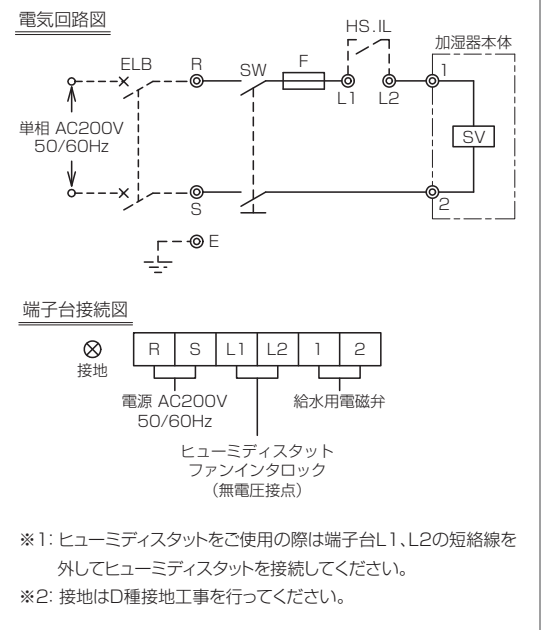 電気回路図
HS.IL
加湿器本体
ELB
R
SW
F
1
L1
L2
単相 AC200V
50/60Hz
SV
S
2
E
端子台接続図
接地
R S L1 L2 1 2
電源 AC200V
50/60Hz
給水用電磁弁
ヒューミディスタット
ファンインタロック
(無電圧接点)
※1: ヒューミディスタットをご使用の際は端子台L1、L2の短絡線を
外してヒューミディスタットを接続してください。
※2: 接地はD種接地工事を行ってください。